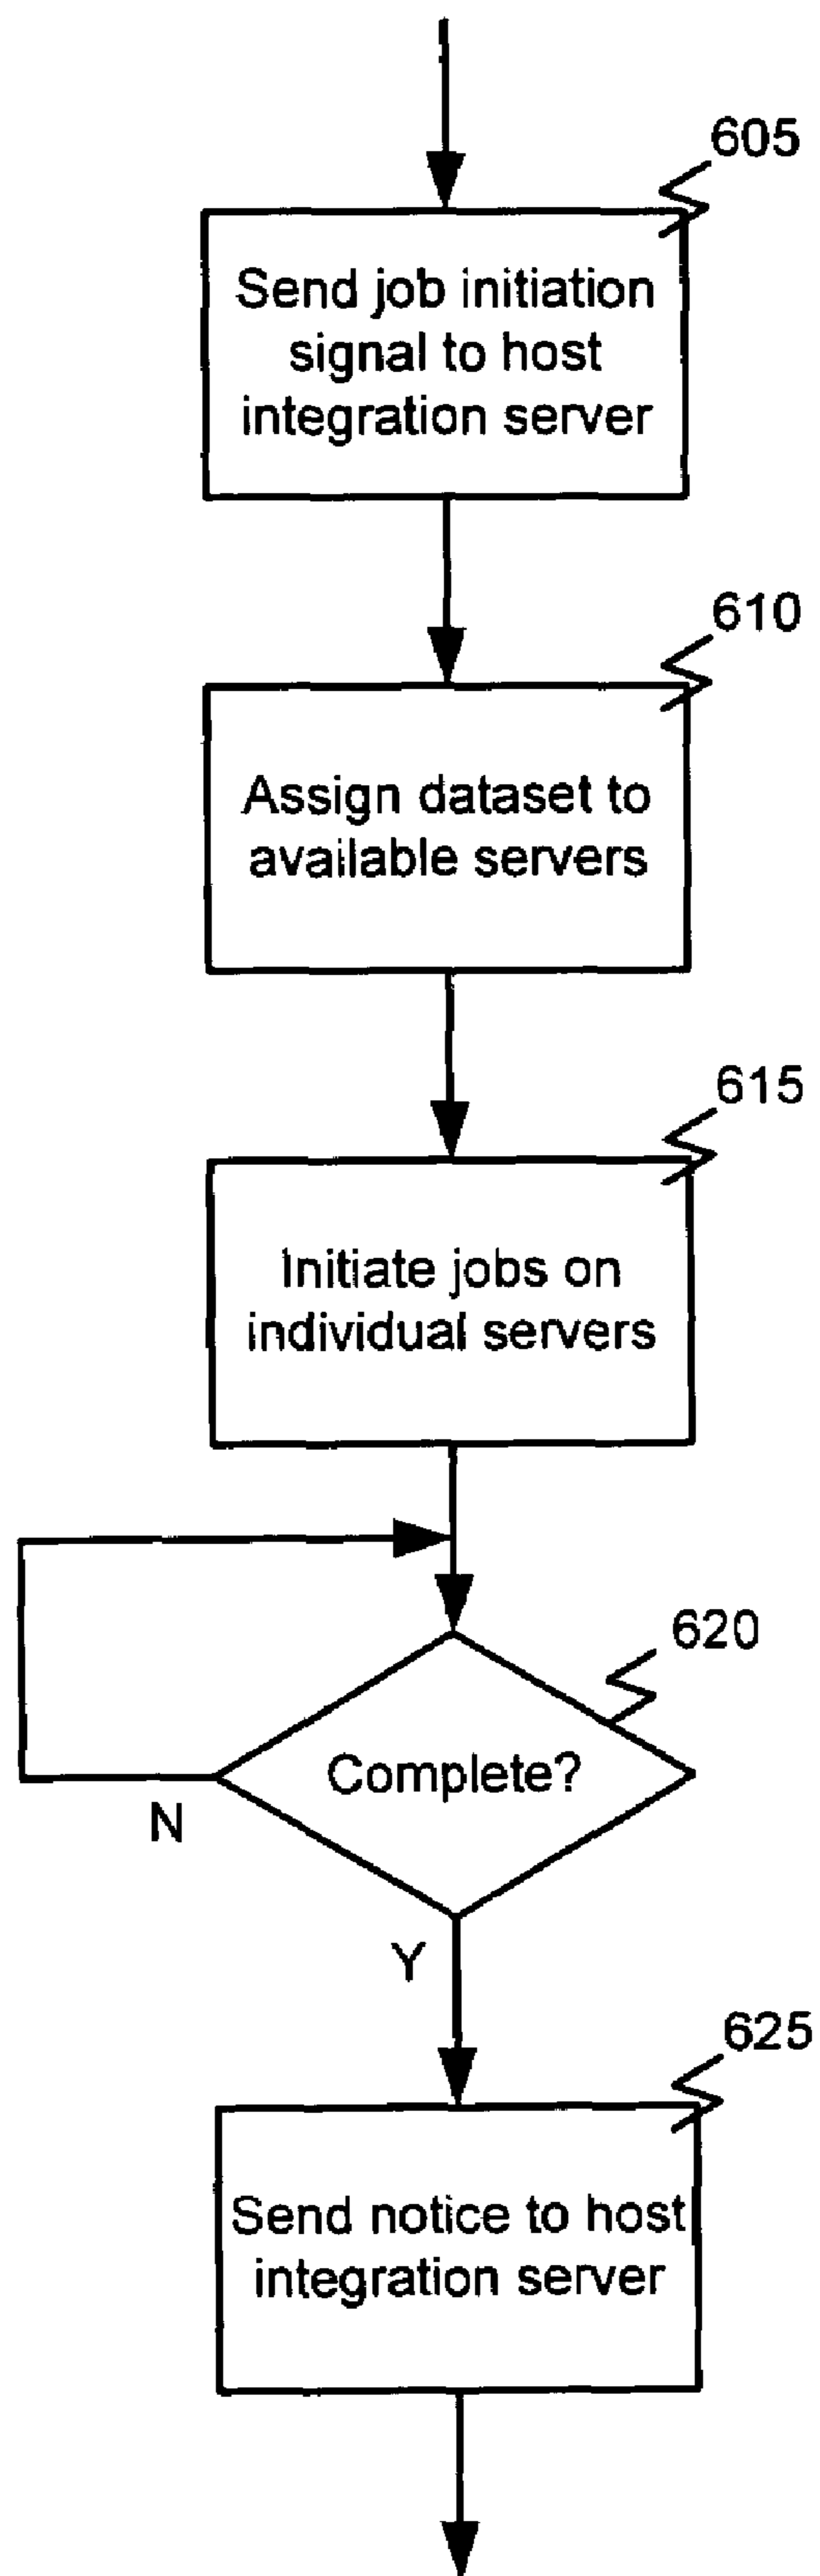 605
Send job initiation
signal to host
integration server
610
Assign dataset to
available servers
615
Initiate jobs on
individual servers
620
Complete?
N
Y
625
Send notice to host
integration server